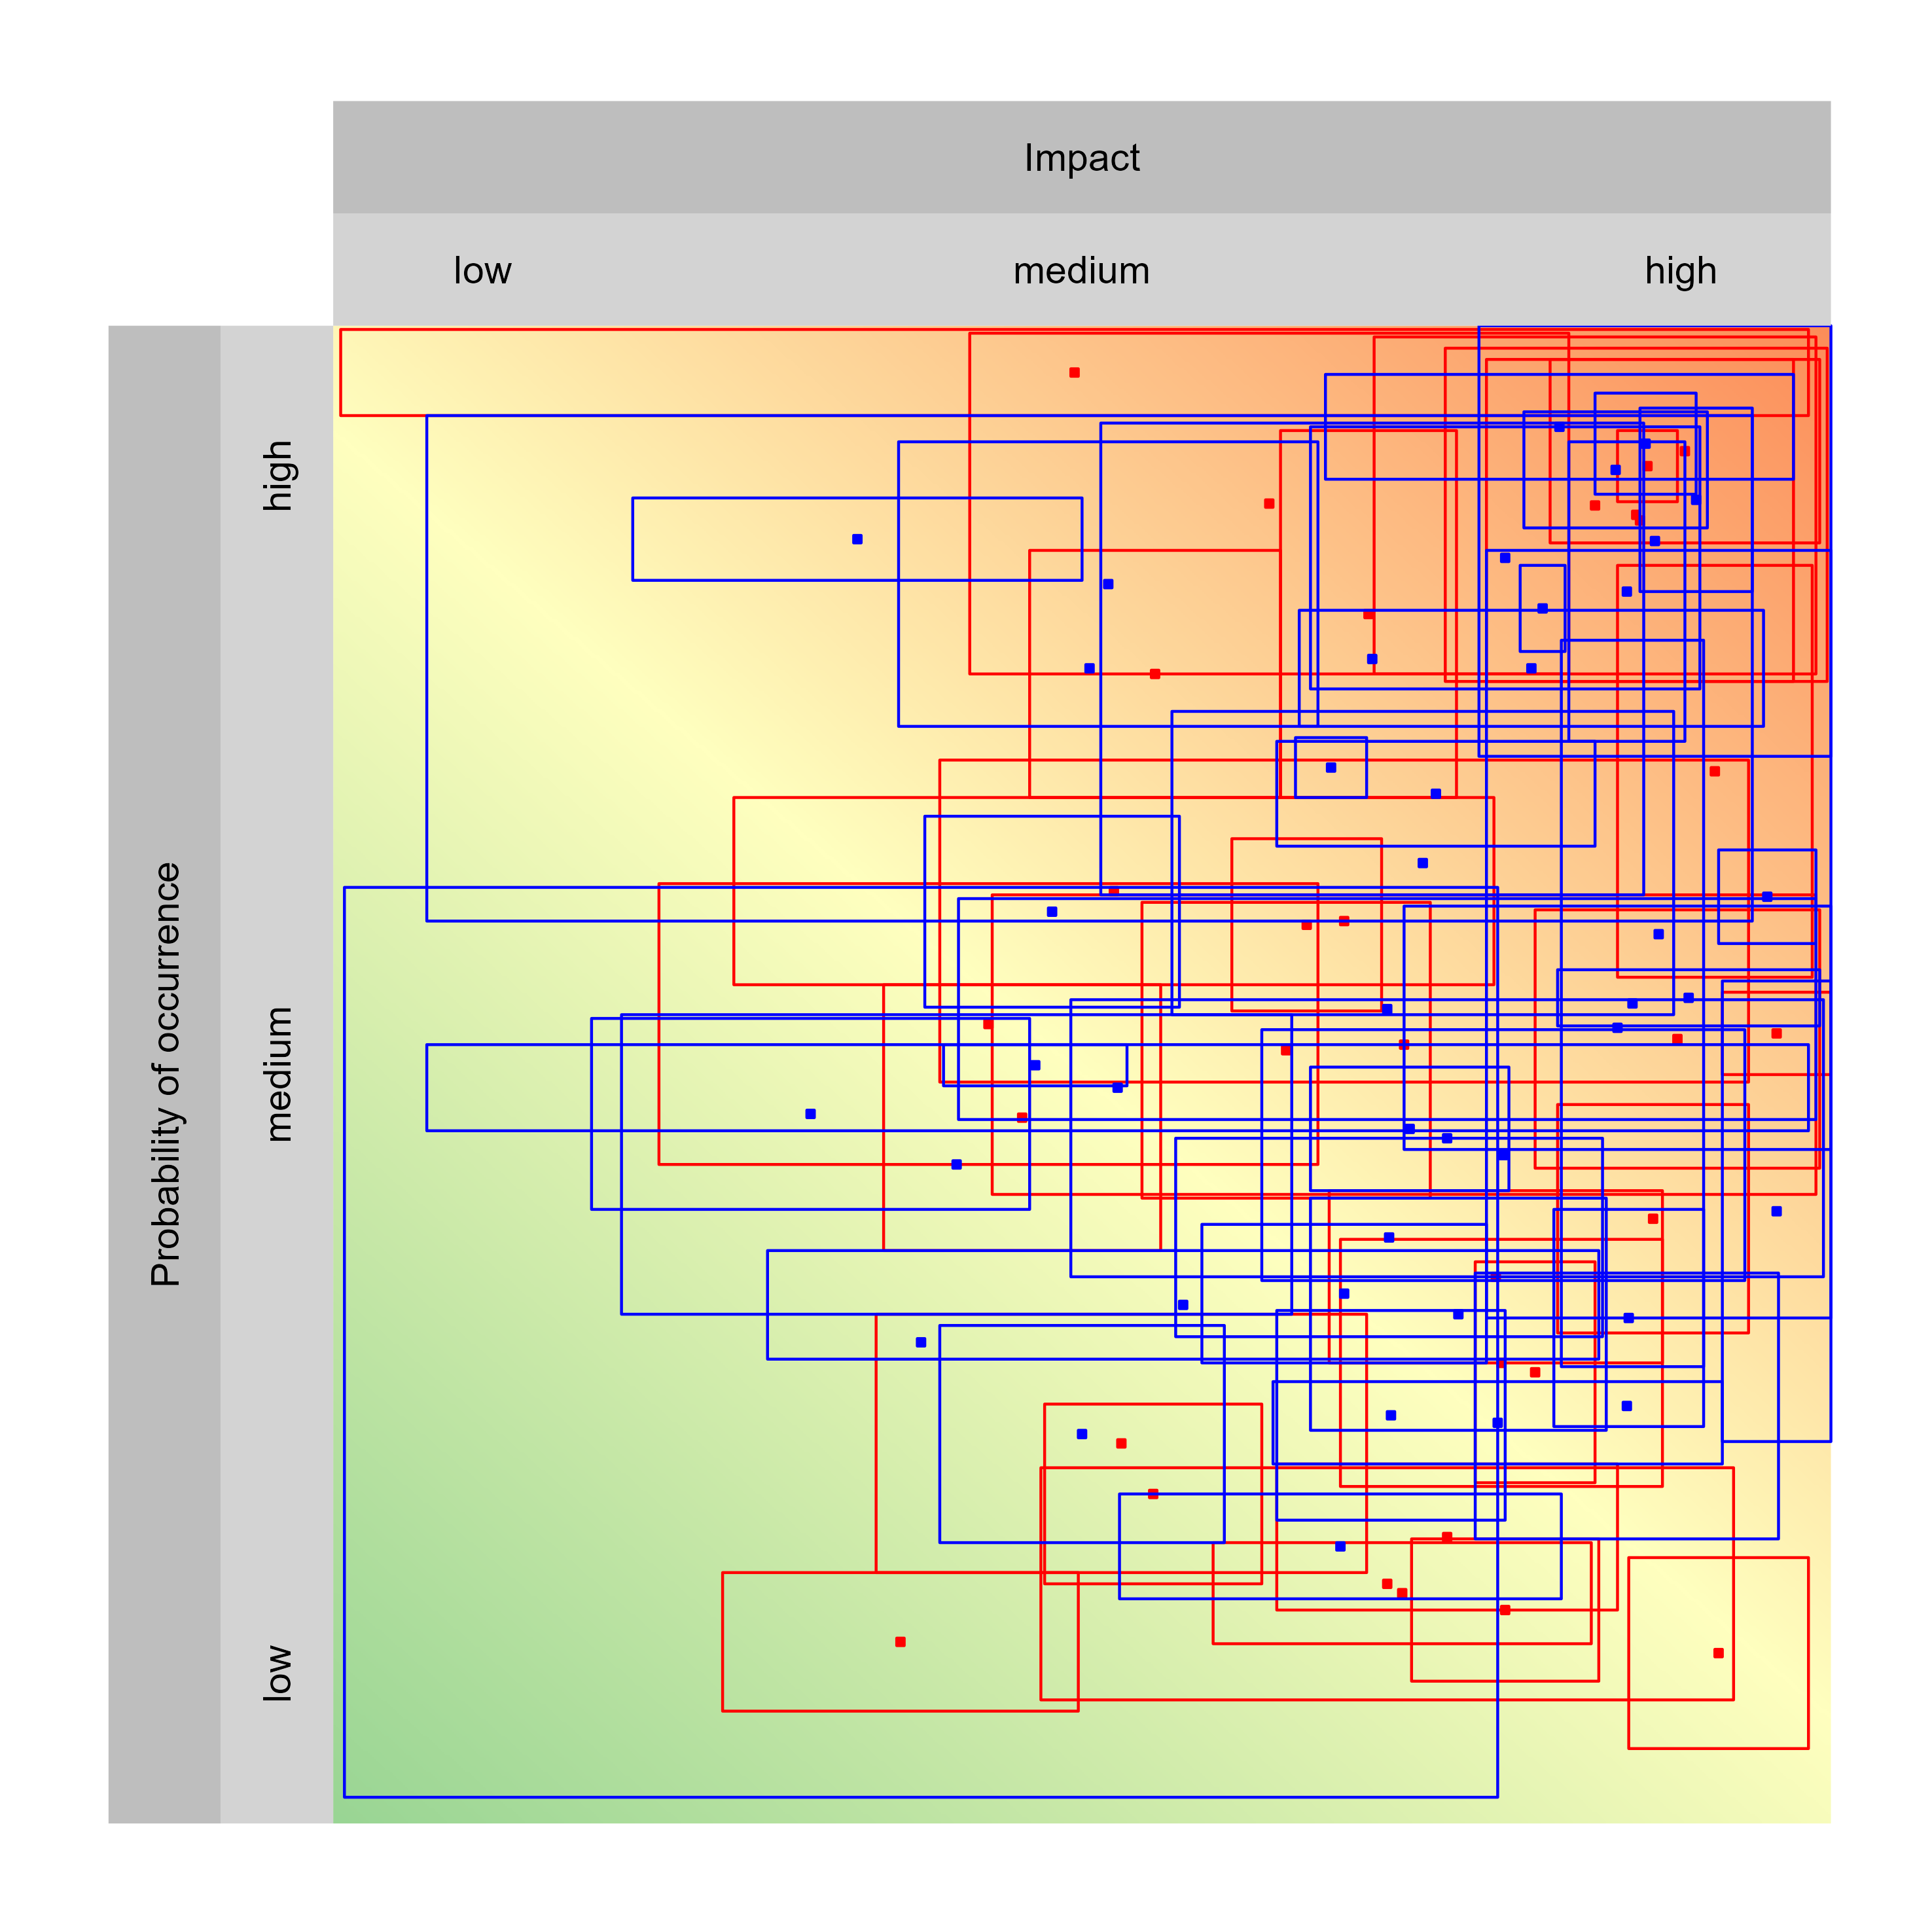 Impact
low medium high
Probability of occurrence
high
medium
low